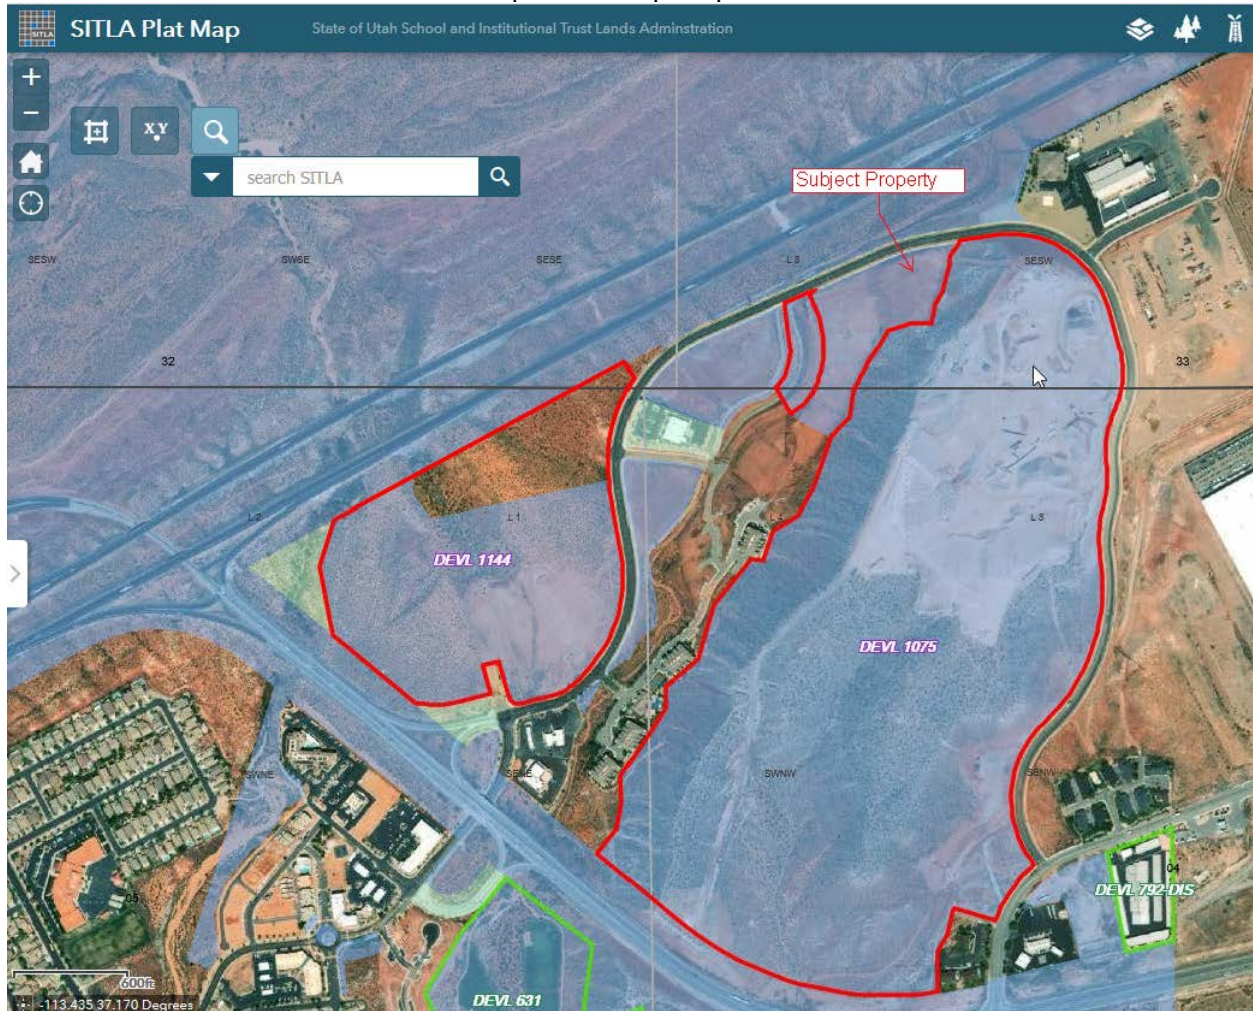 SITLA
SITLA Plat Map
State of Utah School and Institutional Trust Lands Adminstration
+
−
X,Y
search SITLA
Subject Property
SESW
SWSE
SESE
L 8
SESW
32
33
L 2
L 1
L 4
L 3
DEVL 1144
DEVL 1075
SWNE
SENE
SWNW
SENW
05
04
DEVL 792-DIS
600ft
-113.435 37.170 Degrees
DEVL 631